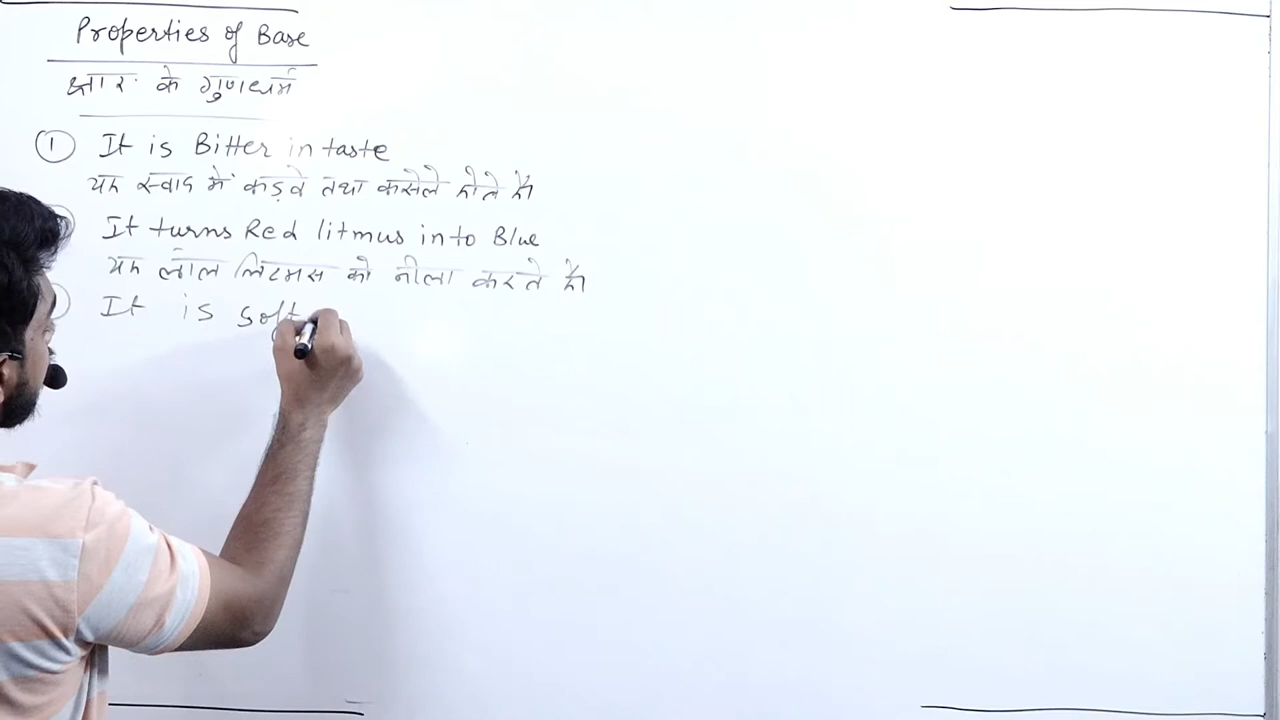 Properties of Base
क्षार के गुणधर्म
① It is Bitter in taste
यह स्वाद में कड़वे तथा कसैले होते है।
It turns Red litmus into Blue
यह लाल लिटमस को नीला करते है।
It is soft